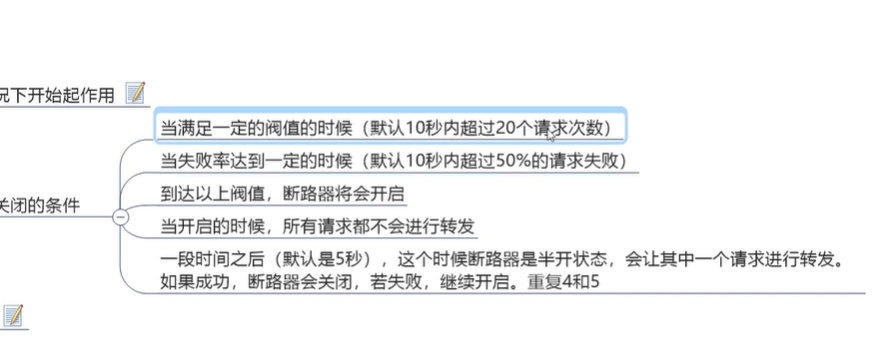 况下开始起作用
当满足一定的阀值的时候（默认10秒内超过20个请求次数）
当失败率达到一定的时候（默认10秒内超过50%的请求失败）
到达以上阀值，断路器将会开启
关闭的条件
当开启的时候，所有请求都不会进行转发
一段时间之后（默认是5秒），这个时候断路器是半开状态，会让其中一个请求进行转发。
如果成功，断路器会关闭，若失败，继续开启。重复4和5